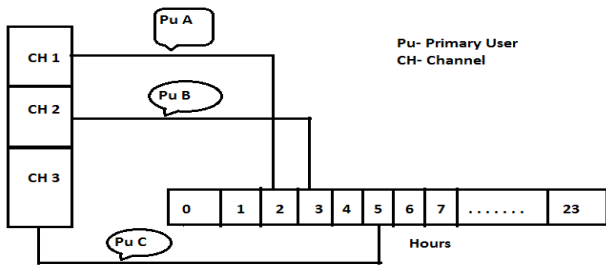 Pu A
Pu- Primary User
CH- Channel
CH 1
Pu B
CH 2
CH 3
0 1 2 3 4 5 6 7 ....... 23
Pu C
Hours